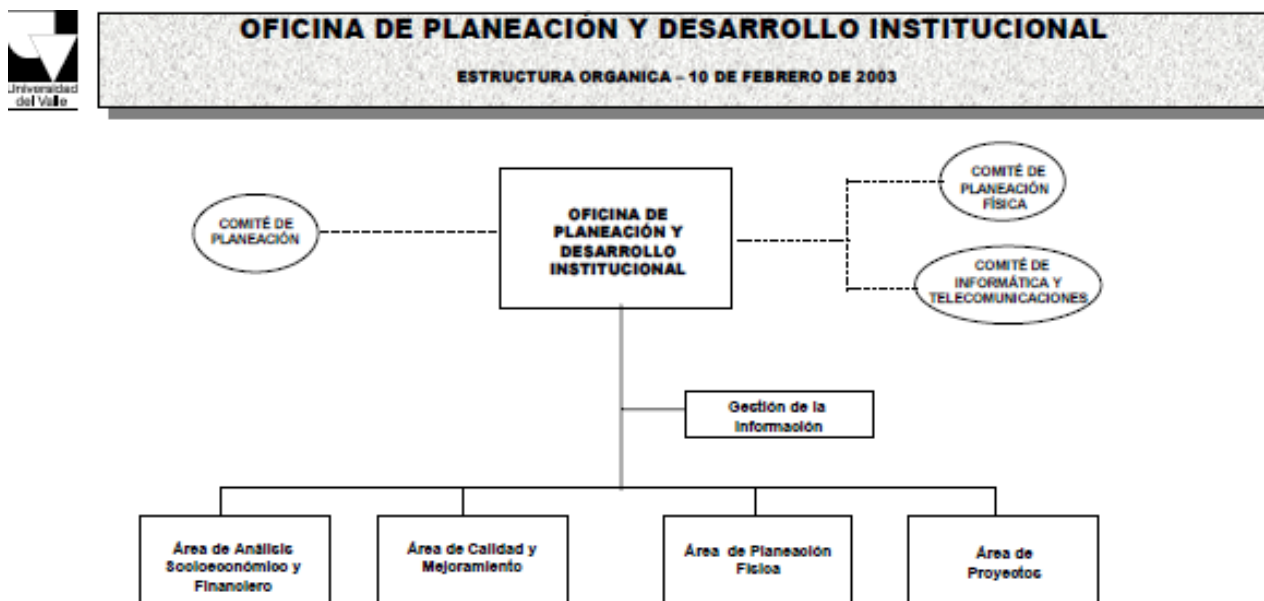 OFICINA DE PLANEACIÓN Y DESARROLLO INSTITUCIONAL
ESTRUCTURA ORGANICA – 10 DE FEBRERO DE 2003
Universidad
del Valle
COMITÉ DE
PLANEACIÓN
OFICINA DE
PLANEACIÓN Y
DESARROLLO
INSTITUCIONAL
COMITÉ DE
PLANEACIÓN
FÍSICA
COMITÉ DE
INFORMÁTICA Y
TELECOMUNICACIONES
Gestión de la
Información
Área de Análisis
Socioeconómico y
Financiero
Área de Calidad y
Mejoramiento
Área de Planeación
Física
Área de
Proyectos